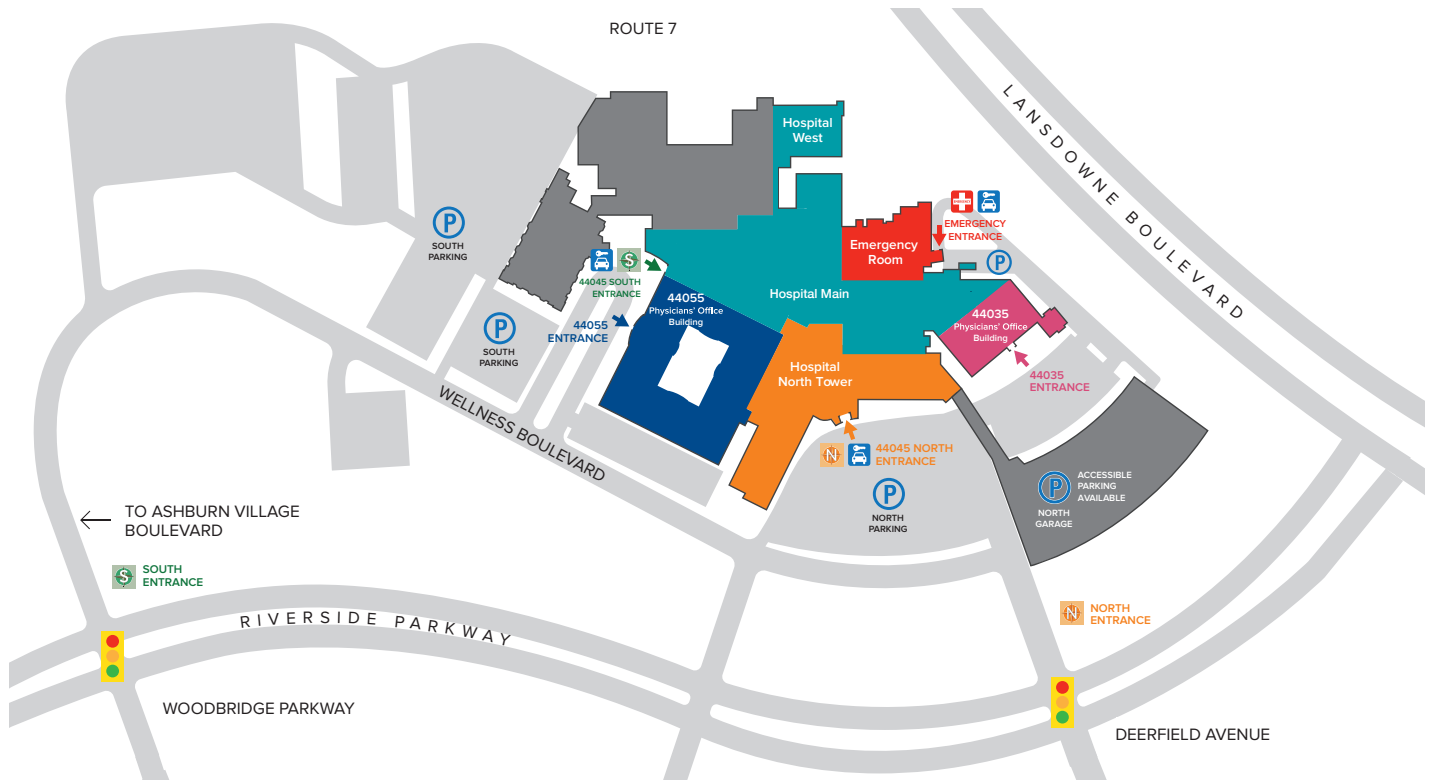 ROUTE 7
LANSDOWNE BOULEVARD
Hospital
West
P
SOUTH
PARKING
EMERGENCY
ENTRANCE
Emergency
Room
P
S
44045 SOUTH
ENTRANCE
Hospital Main
44055
Physicians' Office
Building
44055
ENTRANCE
44035
Physicians' Office
Building
P
SOUTH
PARKING
Hospital
North Tower
44035
ENTRANCE
WELLNESS BOULEVARD
N
44045 NORTH
ENTRANCE
P
NORTH
PARKING
P
ACCESSIBLE
PARKING
AVAILABLE
NORTH
GARAGE
TO ASHBURN VILLAGE
BOULEVARD
S
SOUTH
ENTRANCE
N
NORTH
ENTRANCE
RIVERSIDE PARKWAY
WOODBRIDGE PARKWAY
DEERFIELD AVENUE